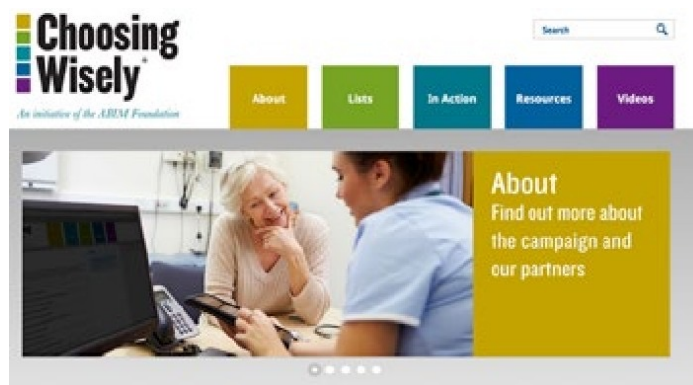 Choosing
Wisely®
An initiative of the ABIM Foundation
Search
About
Lists
In Action
Resources
Videos
About
Find out more about
the campaign and
our partners